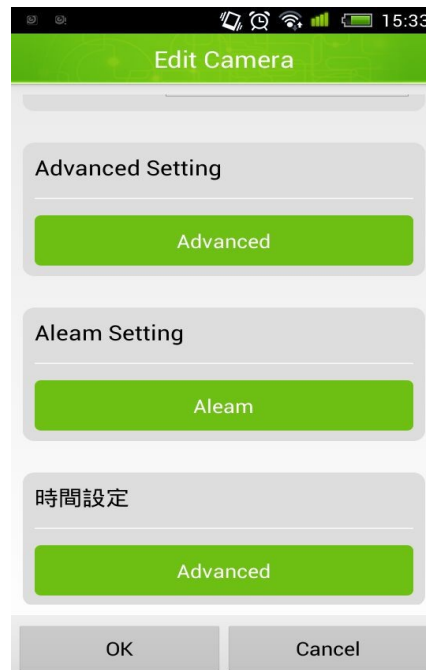 15:33
Edit Camera
Advanced Setting
Advanced
Aleam Setting
Aleam
時間設定
Advanced
OK
Cancel